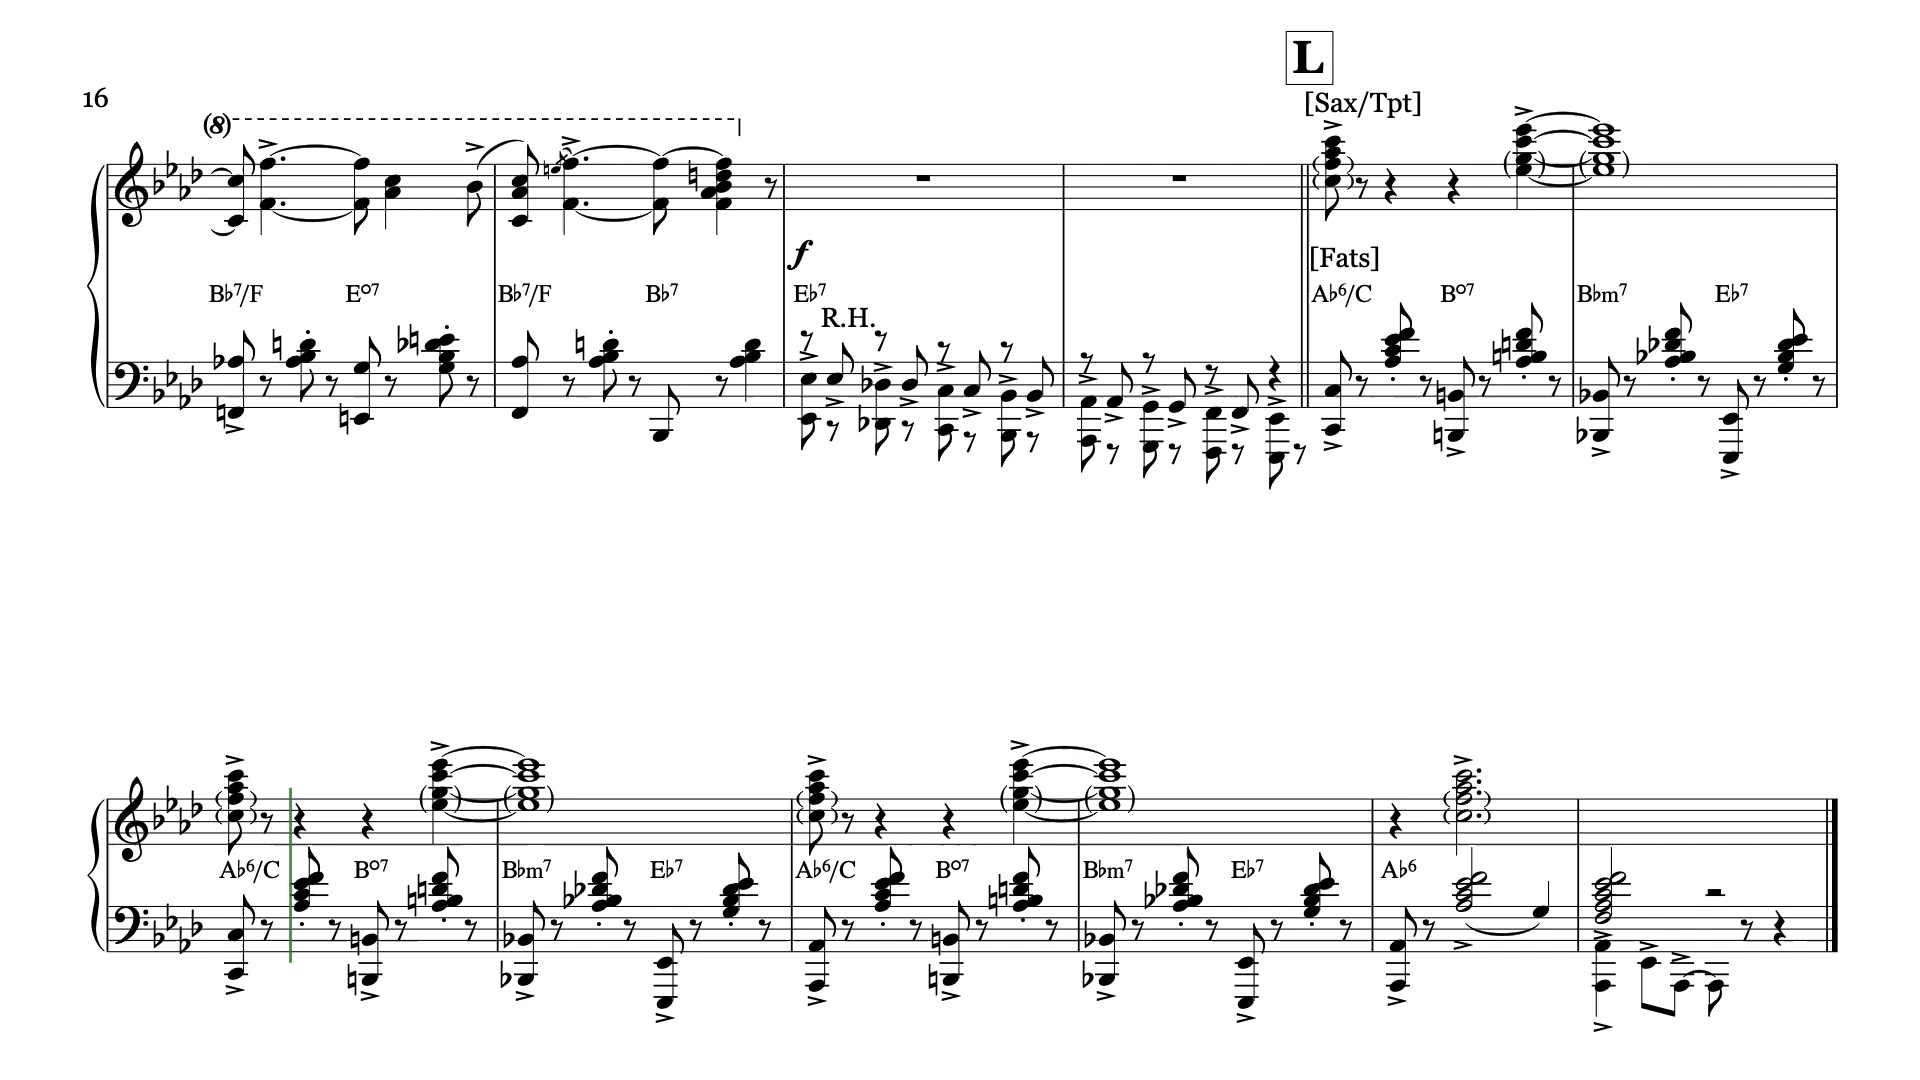 L
16
[Sax/Tpt]
(8)
f
[Fats]
B♭7/F E°7 B♭7/F B♭7 E♭7 A♭6/C B°7 B♭m7 E♭7
R.H.
A♭6/C B°7 B♭m7 E♭7 A♭6/C B°7 B♭m7 E♭7 A♭6